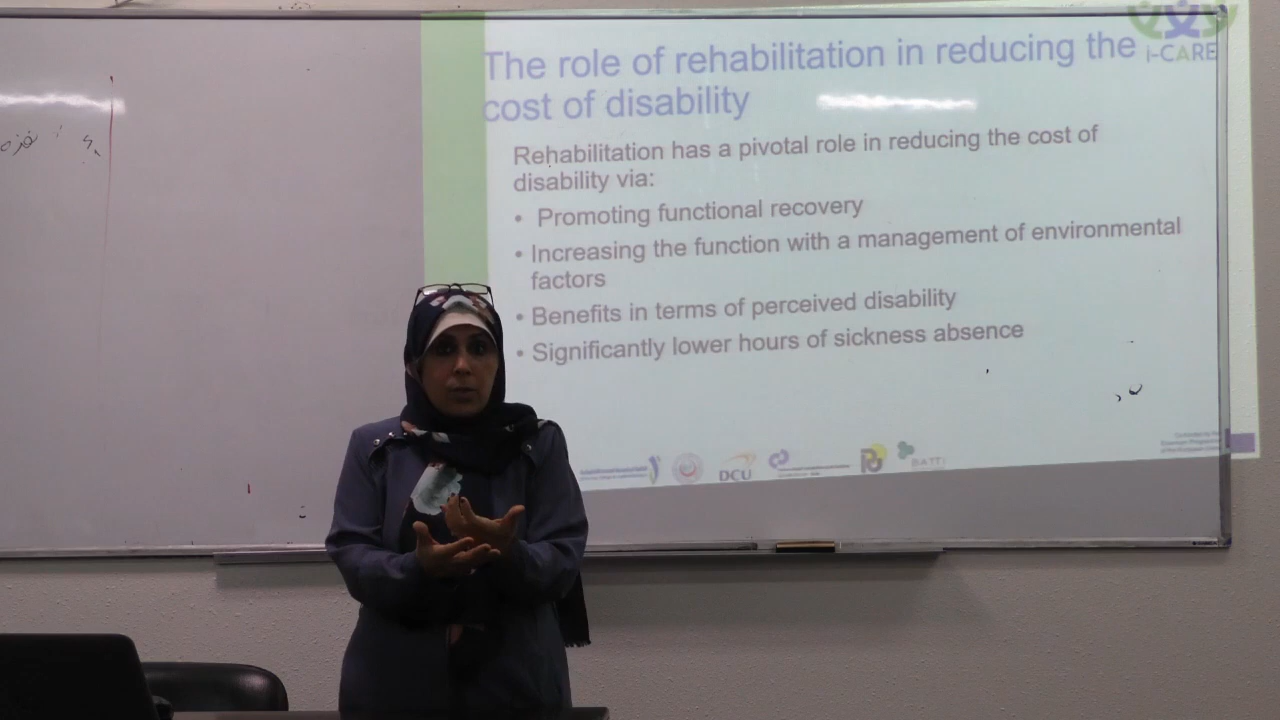 I-CARE
The role of rehabilitation in reducing the
cost of disability
Rehabilitation has a pivotal role in reducing the cost of
disability via:
• Promoting functional recovery
• Increasing the function with a management of environmental
factors
• Benefits in terms of perceived disability
• Significantly lower hours of sickness absence
DCU
BATTI